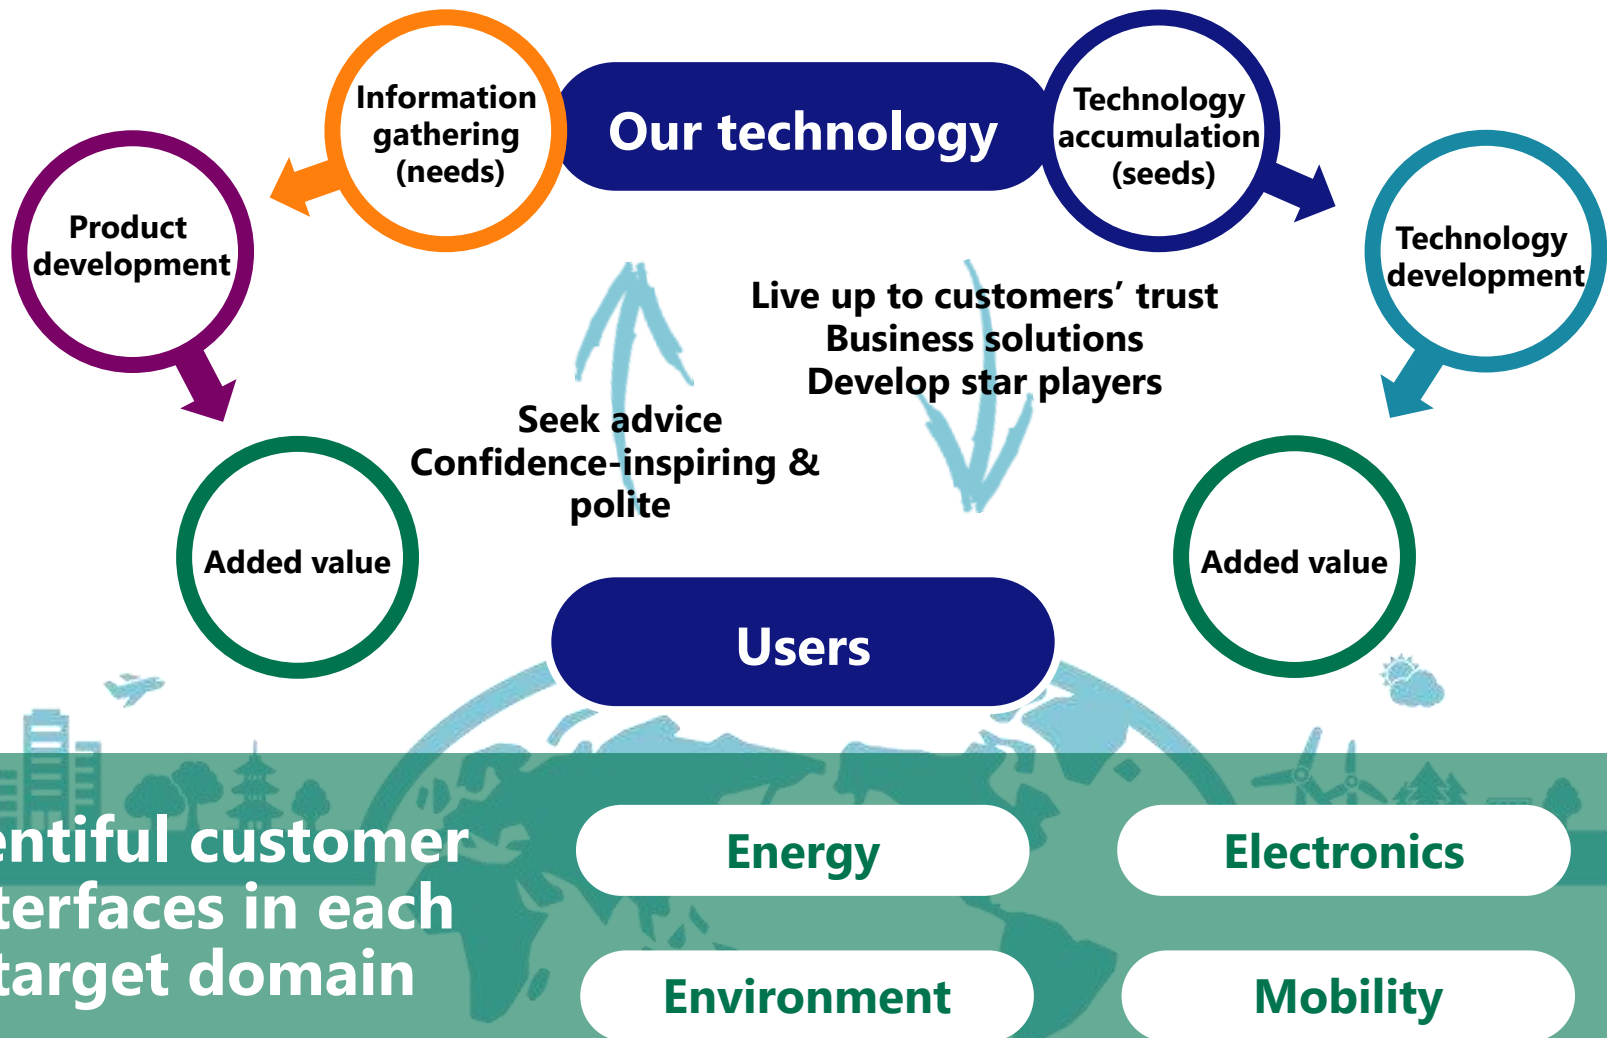 Information
gathering
(needs)
Our technology
Technology
accumulation
(seeds)
Product
development
Technology
development
Live up to customers’ trust
Business solutions
Develop star players
Seek advice
Confidence-inspiring &
polite
Added value
Added value
Users
customer
in each
target domain
Energy
Electronics
Environment
Mobility